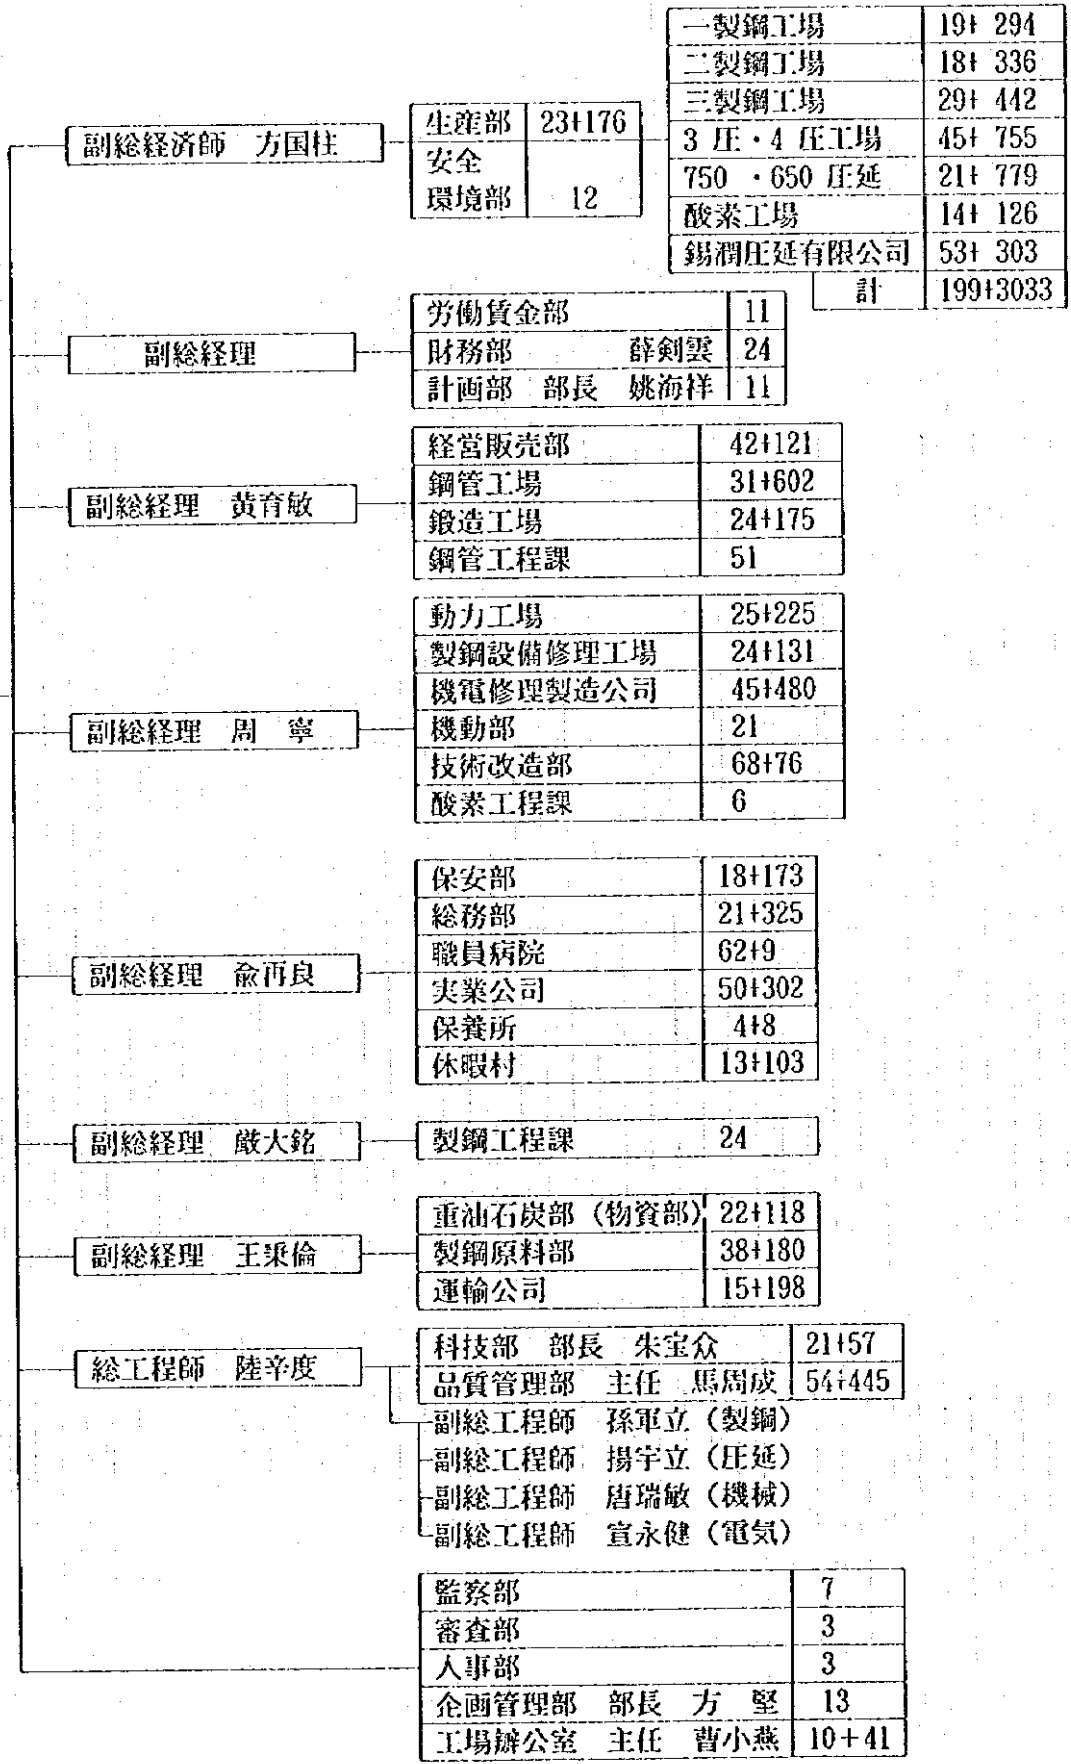 一製鋼工場 19+ 294
二製鋼工場 18+ 336
三製鋼工場 29+ 442
3 圧・4 圧工場 45+ 755
750 ・650 圧延 21+ 779
酸素工場 14+ 126
錫潤圧延有限公司 53+ 303
計 199+3033
副総経済師 方国柱
生産部 23+176
安全
環境部 12
副総経理
労働賃金部 11
財務部 薛剣雲 24
計画部 部長 姚海祥 11
副総経理 黄育敏
経営販売部 42+121
鋼管工場 31+602
鍛造工場 24+175
鋼管工程課 51
副総経理 周 寧
動力工場 25+225
製鋼設備修理工場 24+131
機電修理製造公司 45+480
機動部 21
技術改造部 68+76
酸素工程課 6
副総経理 兪再良
保安部 18+173
総務部 21+325
職員病院 62+9
実業公司 50+302
保養所 4+8
休暇村 13+103
副総経理 厳大銘
製鋼工程課 24
副総経理 王秉倫
重油石炭部（物資部） 22+118
製鋼原料部 38+180
運輸公司 15+198
総工程師 陸辛度
科技部 部長 朱宝众 21+57
品質管理部 主任 馬周成 54+445
副総工程師 孫軍立（製鋼）
副総工程師 揚宇立（圧延）
副総工程師 唐瑞敏（機械）
副総工程師 宣永健（電気）
監察部 7
審査部 3
人事部 3
企画管理部 部長 方 堅 13
工場辦公室 主任 曹小燕 10+41